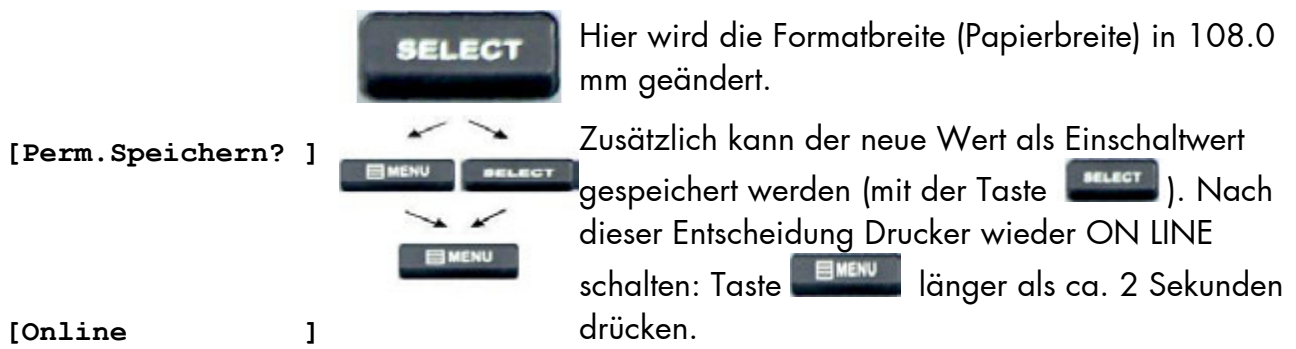 SELECT
Hier wird die Formatbreite (Papierbreite) in 108.0
mm geändert.
[Perm.Speichern? ]
MENU SELECT
Zusätzlich kann der neue Wert als Einschaltwert
gespeichert werden (mit der Taste SELECT ). Nach
dieser Entscheidung Drucker wieder ON LINE
MENU
schalten: Taste MENU länger als ca. 2 Sekunden
drücken.
[Online ]